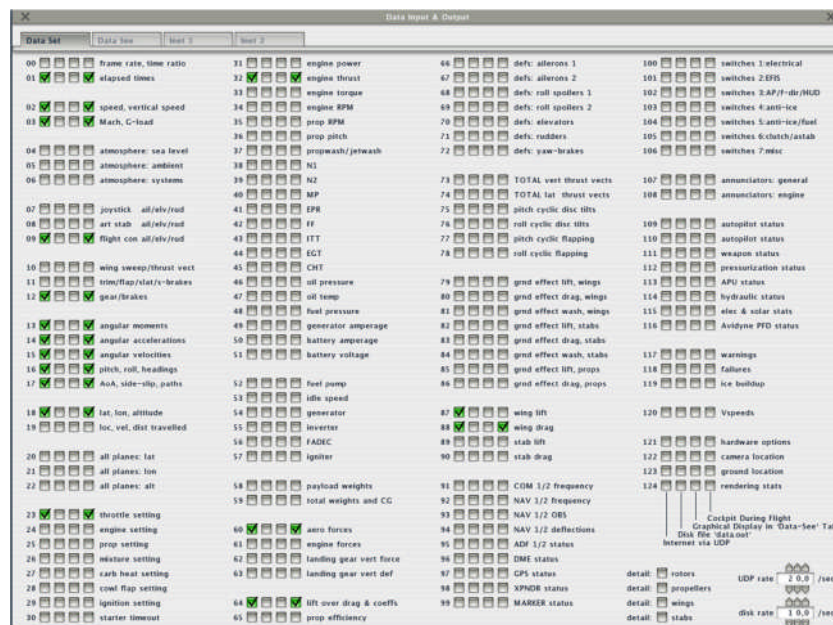 Data Input & Output
Data Set
Data See
Inet 1
Inet 2
00 frame rate, time ratio
01 elapsed times
02 speed, vertical speed
03 Mach, G-load
04 atmosphere: sea level
05 atmosphere: ambient
06 atmosphere: systems
07 joystick ail/elv/rud
08 art stab ail/elv/rud
09 flight con ail/elv/rud
10 wing sweep/thrust vect
11 trim/flap/slat/s-brakes
12 gear/brakes
13 angular moments
14 angular accelerations
15 angular velocities
16 pitch, roll, headings
17 AoA, side-slip, paths
18 lat, lon, altitude
19 loc, vel, dist travelled
20 all planes: lat
21 all planes: lon
22 all planes: alt
23 throttle setting
24 engine setting
25 prop setting
26 mixture setting
27 carb heat setting
28 cowl flap setting
29 ignition setting
30 starter timeout
31 engine power
32 engine thrust
33 engine torque
34 engine RPM
35 prop RPM
36 prop pitch
37 propwash/jetwash
38 N1
39 N2
40 MP
41 EPR
42 FF
43 ITT
44 EGT
45 CHT
46 oil pressure
47 oil temp
48 fuel pressure
49 generator amperage
50 battery amperage
51 battery voltage
52 fuel pump
53 idle speed
54 generator
55 inverter
56 FADEC
57 igniter
58 payload weights
59 total weights and CG
60 aero forces
61 engine forces
62 landing gear vert force
63 landing gear vert def
64 lift over drag & coeffs
65 prop efficiency
66 defs: ailerons 1
67 defs: ailerons 2
68 defs: roll spoilers 1
69 defs: roll spoilers 2
70 defs: elevators
71 defs: rudders
72 defs: yaw-brakes
73 TOTAL vert thrust vects
74 TOTAL lat thrust vects
75 pitch cyclic disc tilts
76 roll cyclic disc tilts
77 pitch cyclic flapping
78 roll cyclic flapping
79 grnd effect lift, wings
80 grnd effect drag, wings
81 grnd effect wash, wings
82 grnd effect lift, stabs
83 grnd effect drag, stabs
84 grnd effect wash, stabs
85 grnd effect lift, props
86 grnd effect drag, props
87 wing lift
88 wing drag
89 stab lift
90 stab drag
91 COM 1/2 frequency
92 NAV 1/2 frequency
93 NAV 1/2 OBS
94 NAV 1/2 deflections
95 ADF 1/2 status
96 DME status
97 GPS status
98 XPNDR status
99 MARKER status
100 switches 1:electrical
101 switches 2:EFIS
102 switches 3:AP/f-dir/HUD
103 switches 4:anti-ice
104 switches 5:anti-ice/fuel
105 switches 6:clutch/astab
106 switches 7:misc
107 annunciators: general
108 annunciators: engine
109 autopilot status
110 autopilot status
111 weapon status
112 pressurization status
113 APU status
114 hydraulic status
115 elec & solar stats
116 Avidyne PFD status
117 warnings
118 failures
119 ice buildup
120 Vspeeds
121 hardware options
122 camera location
123 ground location
124 rendering stats
Cockpit During Flight
Graphical Display in 'Data-See' Ta
Disk file 'data.out'
Internet via UDP
detail: rotors
detail: propellers
detail: wings
detail: stabs
UDP rate 20,0 /sec
disk rate 10,0 /sec